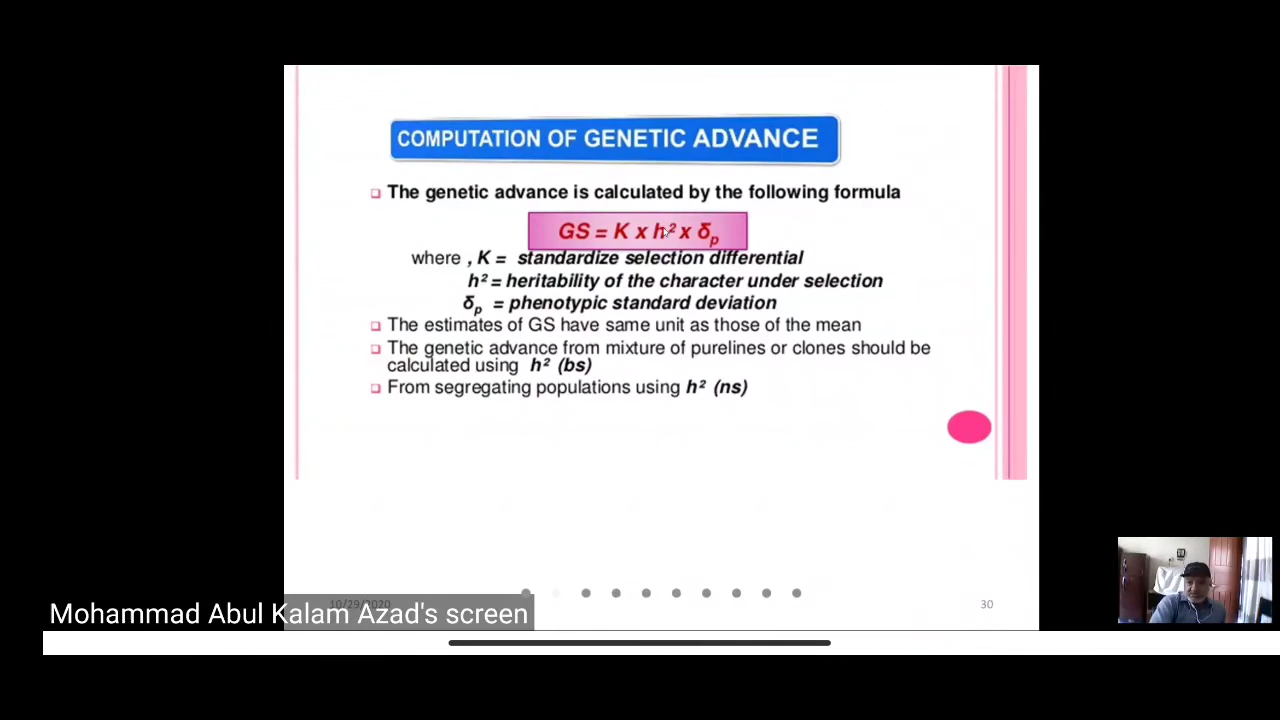 COMPUTATION OF GENETIC ADVANCE
❑ The genetic advance is calculated by the following formula
GS = K x h² x δp
where , K = standardize selection differential
h² = heritability of the character under selection
δp = phenotypic standard deviation
❑ The estimates of GS have same unit as those of the mean
❑ The genetic advance from mixture of purelines or clones should be
calculated using h² (bs)
❑ From segregating populations using h² (ns)
10/29/2020
30
Mohammad Abul Kalam Azad's screen